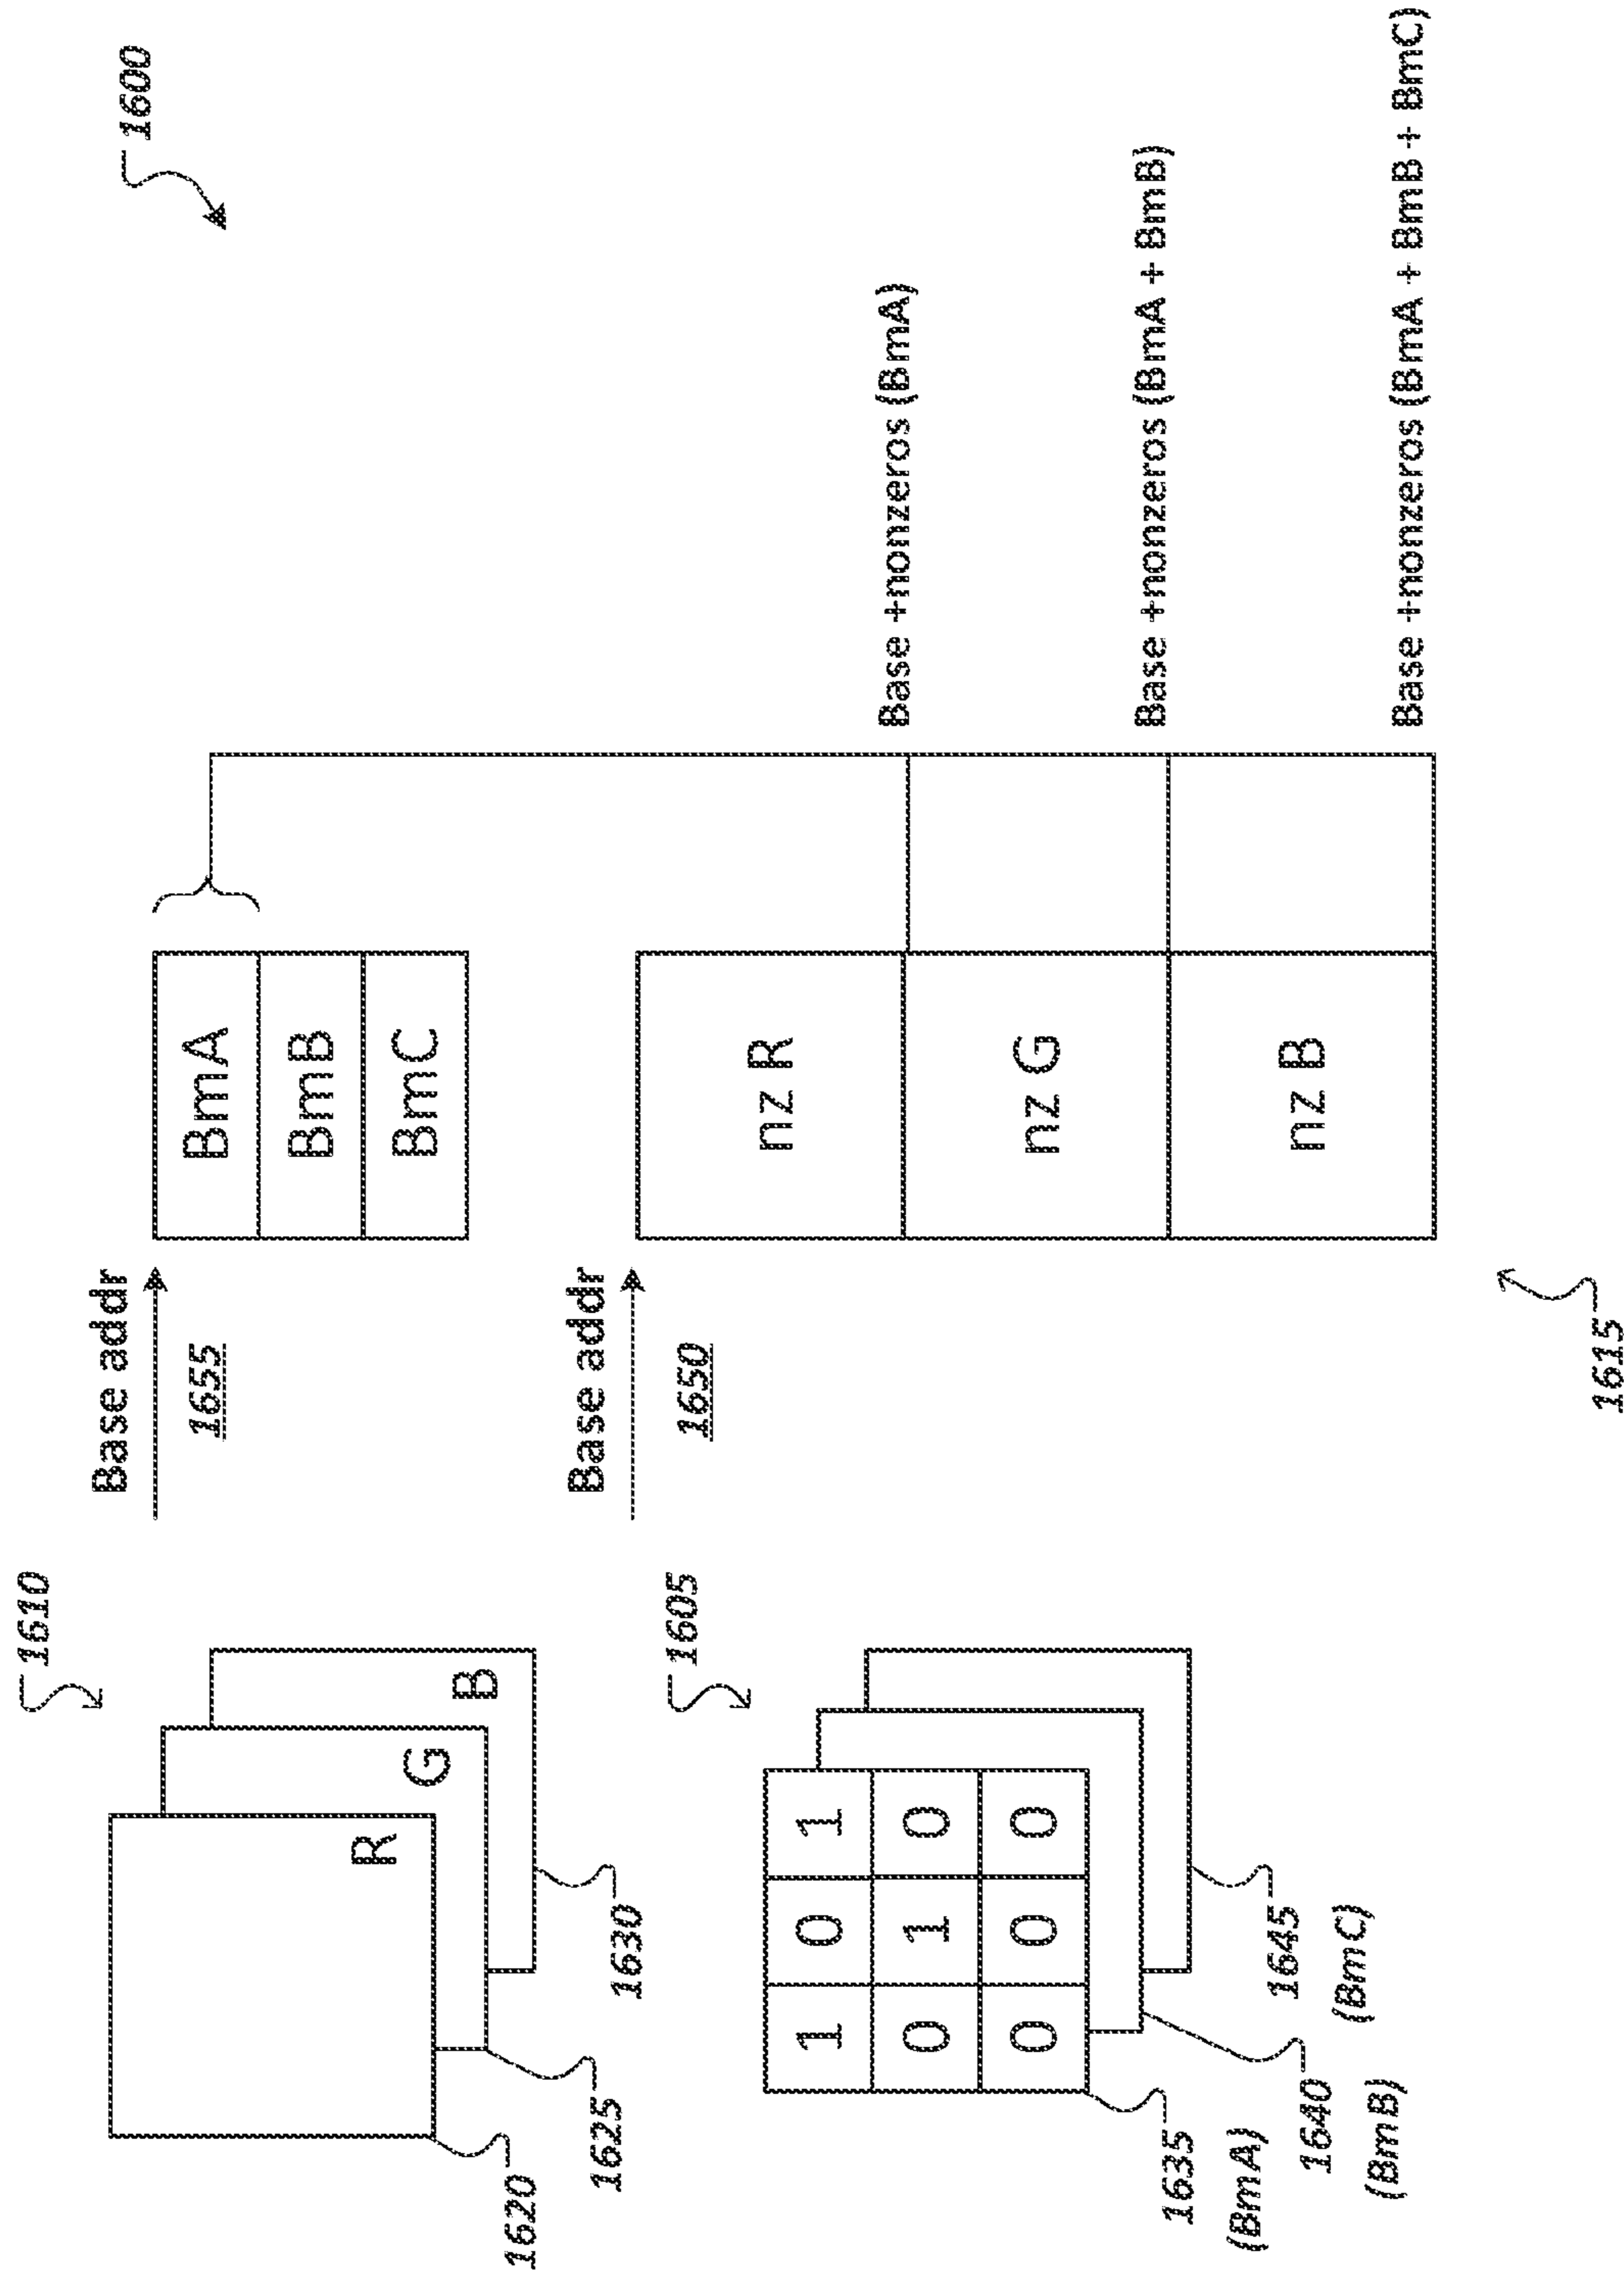 1600
1610
R
G
B
1620
1625
1630
1605
1 0 1
0 1 0
0 0 0
1635
(BmA)
1640
(BmB)
1645
(BmC)
Base addr
1655
BmA
BmB
BmC
Base addr
1650
nz R
nz G
nz B
Base +nonzeros (BmA)
Base +nonzeros (BmA + BmB)
Base +nonzeros (BmA + BmB + BmC)
1615